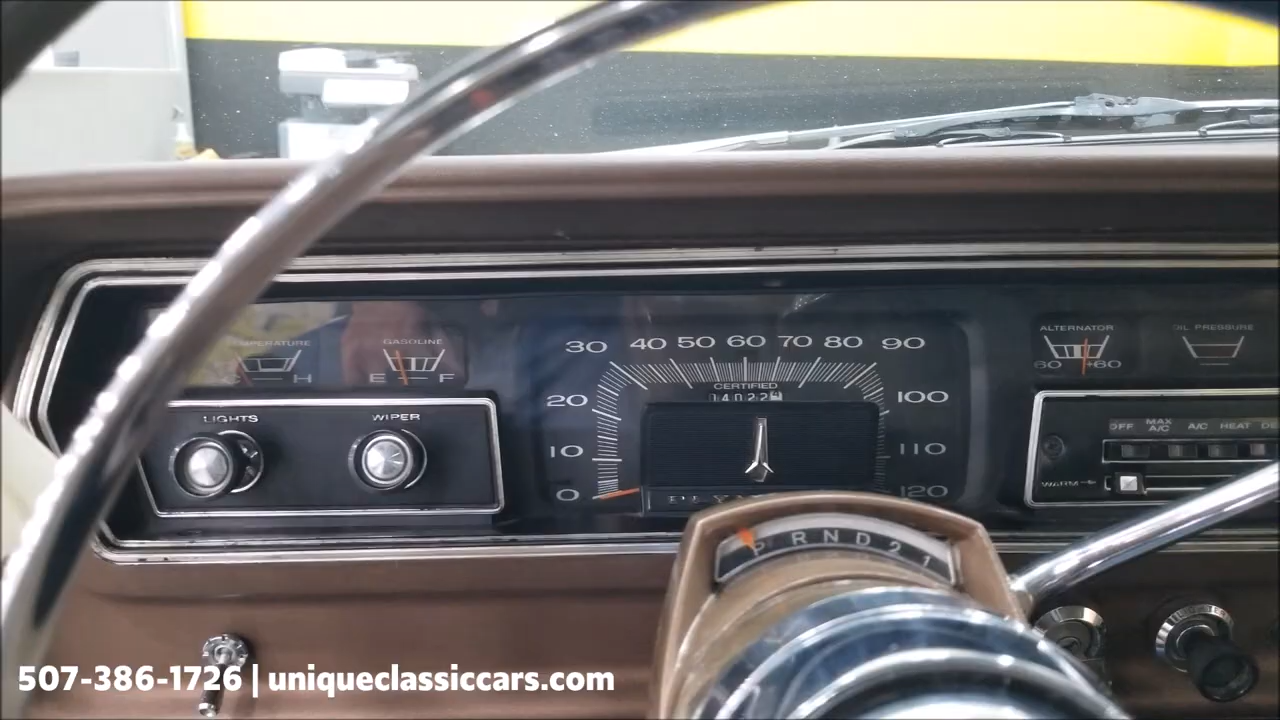 TEMPERATURE
C H
GASOLINE
E F
LIGHTS WIPER
30 40 50 60 70 80 90
20 100
10 110
0 120
CERTIFIED
ALTERNATOR
60 +60
OIL PRESSURE
OFF MAX A/C A/C HEAT
WARM
P R N D 2 1
507-386-1726 | uniqueclassiccars.com